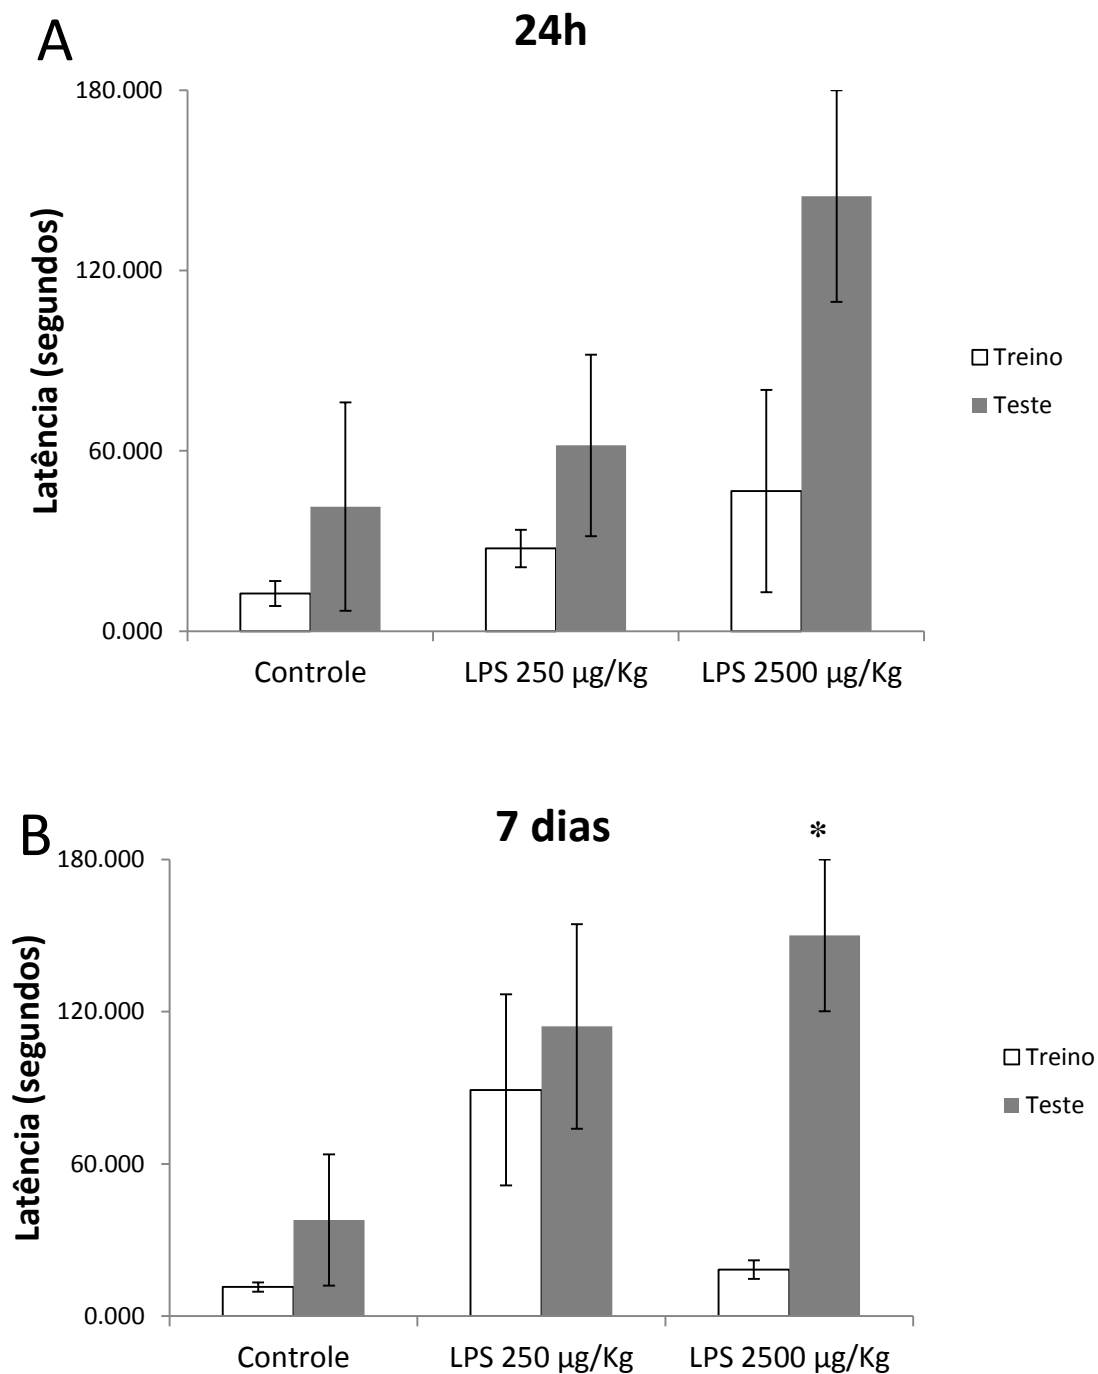 A
24h
180.000
120.000
60.000
0.000
Latência (segundos)
Controle
LPS 250 µg/Kg
LPS 2500 µg/Kg
Treino
Teste
B
7 dias
*
180.000
120.000
60.000
0.000
Latência (segundos)
Controle
LPS 250 µg/Kg
LPS 2500 µg/Kg
Treino
Teste